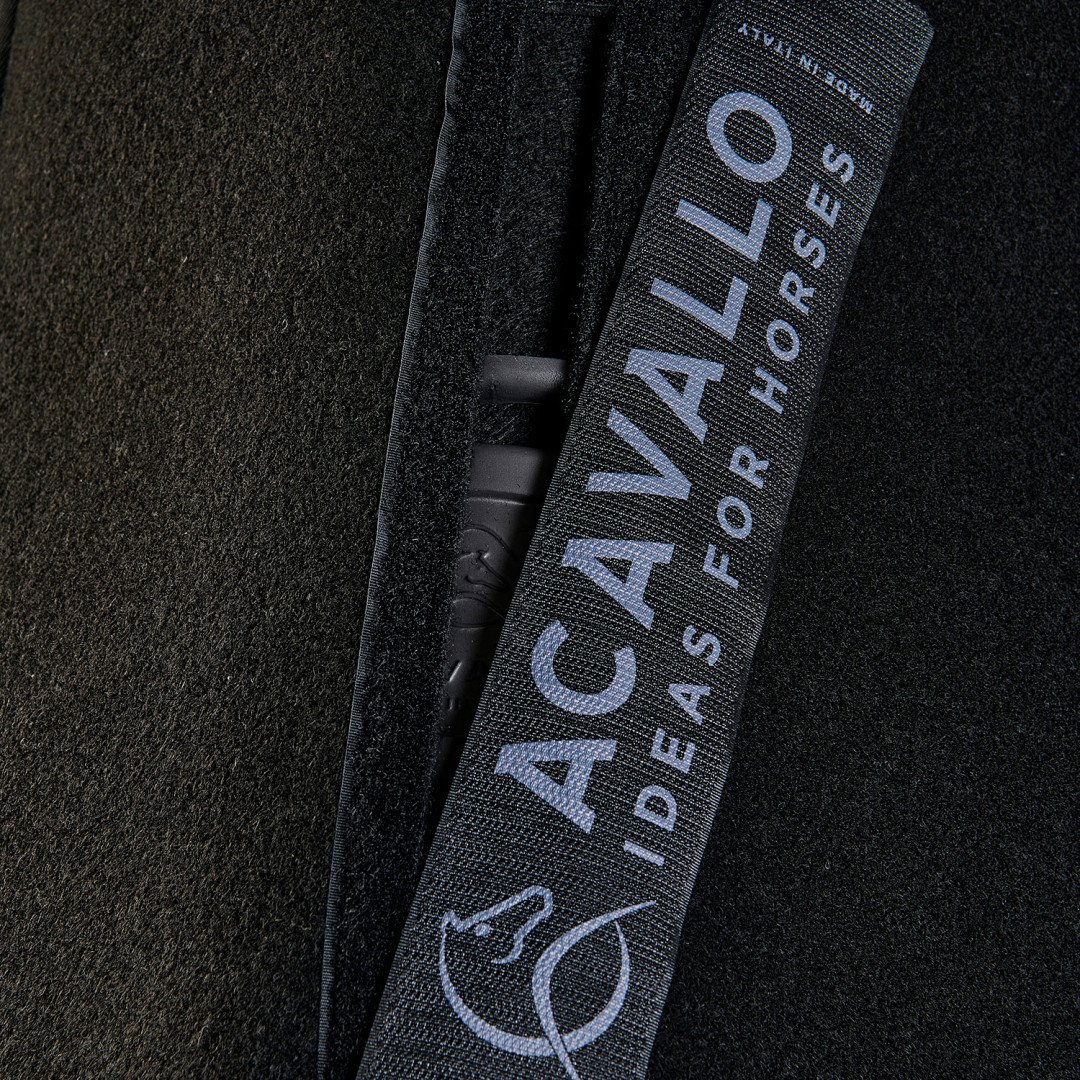 ACAVALLO
IDEAS FOR HORSES
MADE IN ITALY